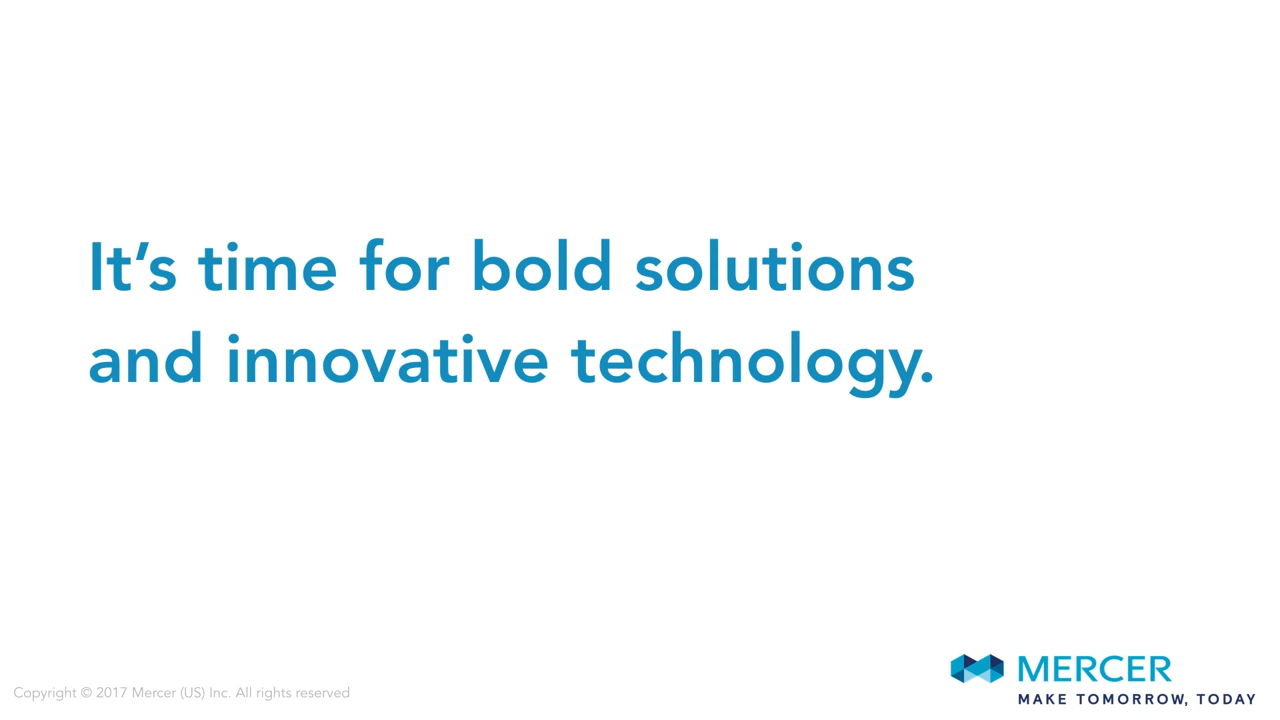 It’s time for bold solutions
and innovative technology.
MERCER
MAKE TOMORROW, TODAY
Copyright © 2017 Mercer (US) Inc. All rights reserved